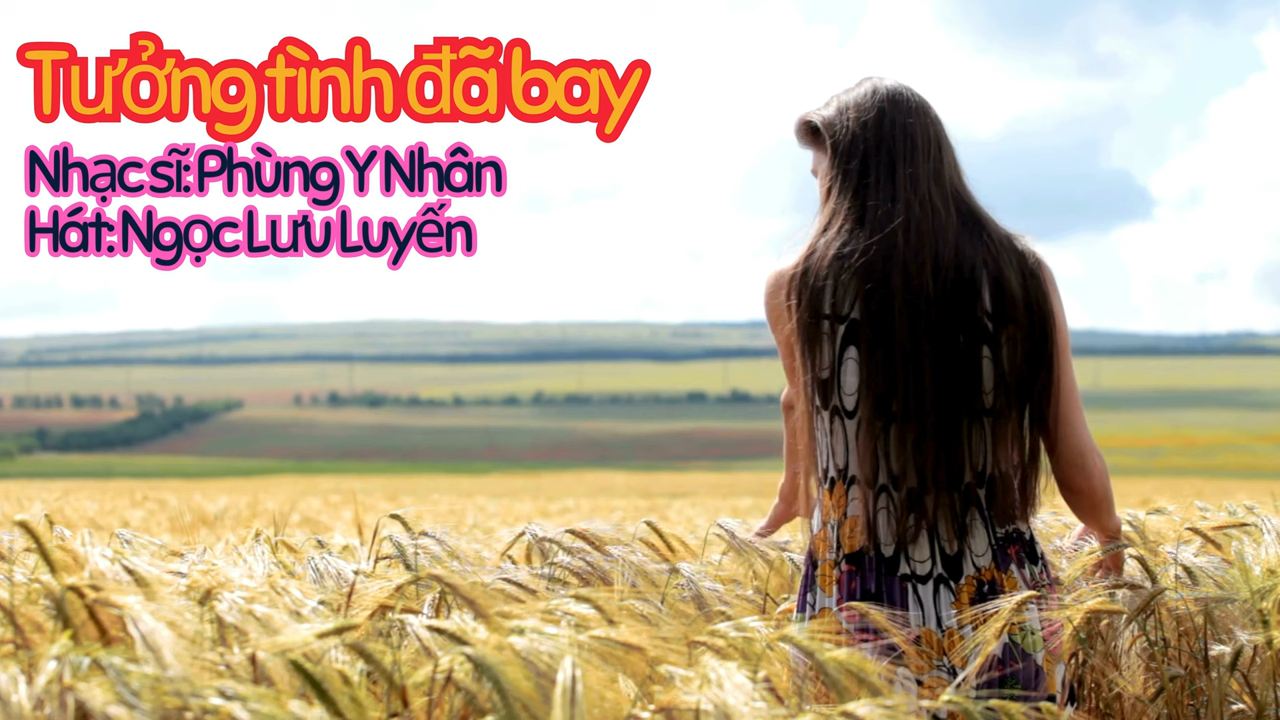 Tưởng tình đã bay
Nhạc sĩ: Phùng Y Nhân
Hát: Ngọc Lưu Luyến